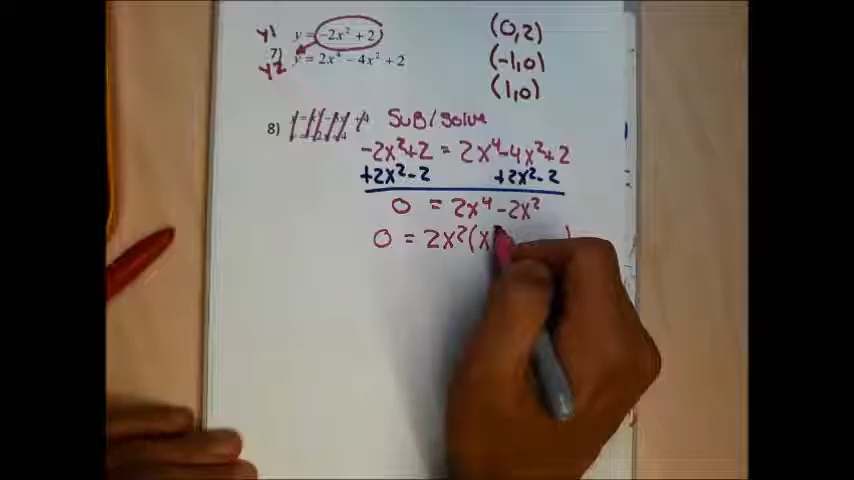 y1 y = -2x² + 2 (0,2)
7) (-1,0)
y2 y = 2x⁴ - 4x² + 2 (1,0)
8) Sub/Solve
-2x²+2 = 2x⁴-4x²+2
+2x²-2 +2x²-2
0 = 2x⁴-2x²
0 = 2x²(x